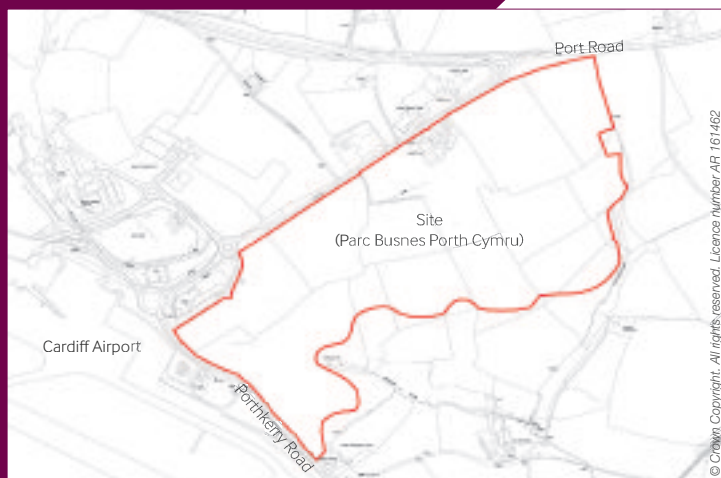 Port Road
Site
(Parc Busnes Porth Cymru)
Cardiff Airport
Porthkerry Road
© Crown Copyright. All rights reserved. Licence number AR 161462